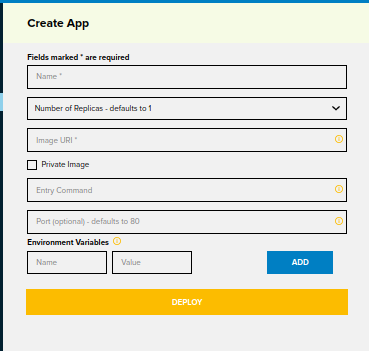 Create App
Fields marked * are required
Name *
Number of Replicas - defaults to 1
Image URI *
Private Image
Entry Command
Port (optional) - defaults to 80
Environment Variables
Name Value ADD
DEPLOY